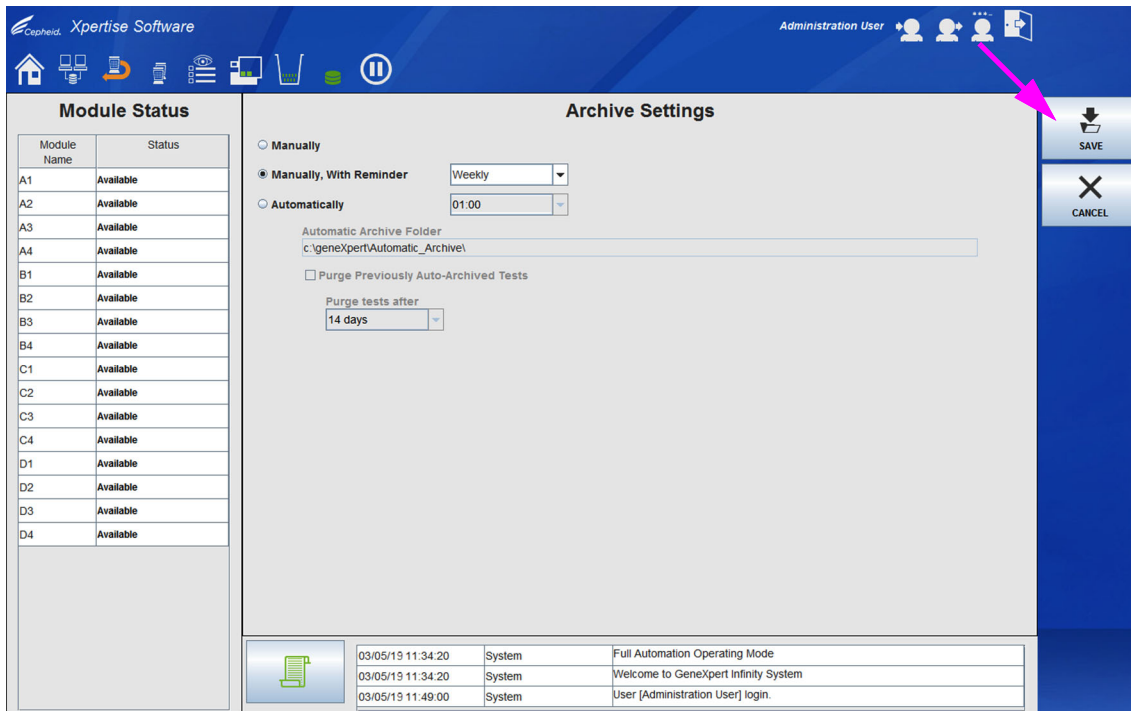 Cepheid. Xpertise Software
Administration User
Module Status
Module Name Status
A1 Available
A2 Available
A3 Available
A4 Available
B1 Available
B2 Available
B3 Available
B4 Available
C1 Available
C2 Available
C3 Available
C4 Available
D1 Available
D2 Available
D3 Available
D4 Available
Archive Settings
Manually
Manually, With Reminder Weekly
Automatically 01:00
Automatic Archive Folder
c:\geneXpert\Automatic_Archive\
Purge Previously Auto-Archived Tests
Purge tests after
14 days
SAVE
CANCEL
03/05/19 11:34:20 System Full Automation Operating Mode
03/05/19 11:34:20 System Welcome to GeneXpert Infinity System
03/05/19 11:49:00 System User [Administration User] login.